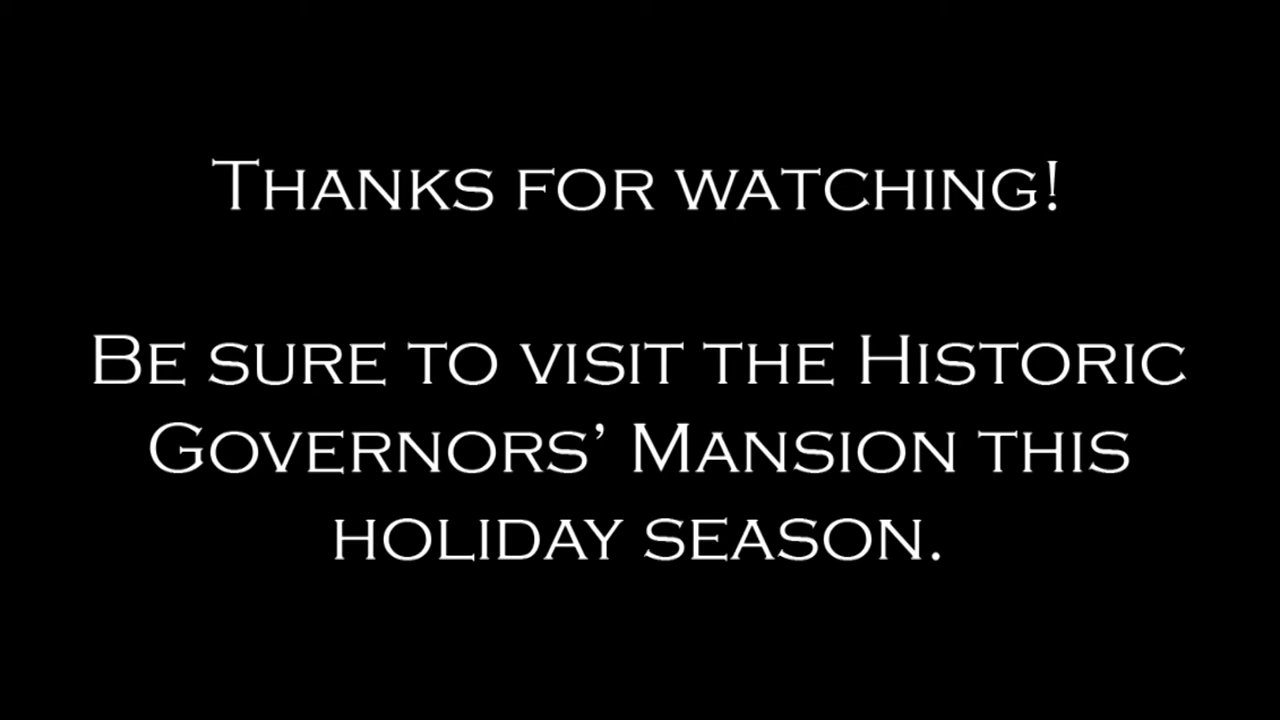 Thanks for watching!
Be sure to visit the Historic
Governors’ Mansion this
holiday season.